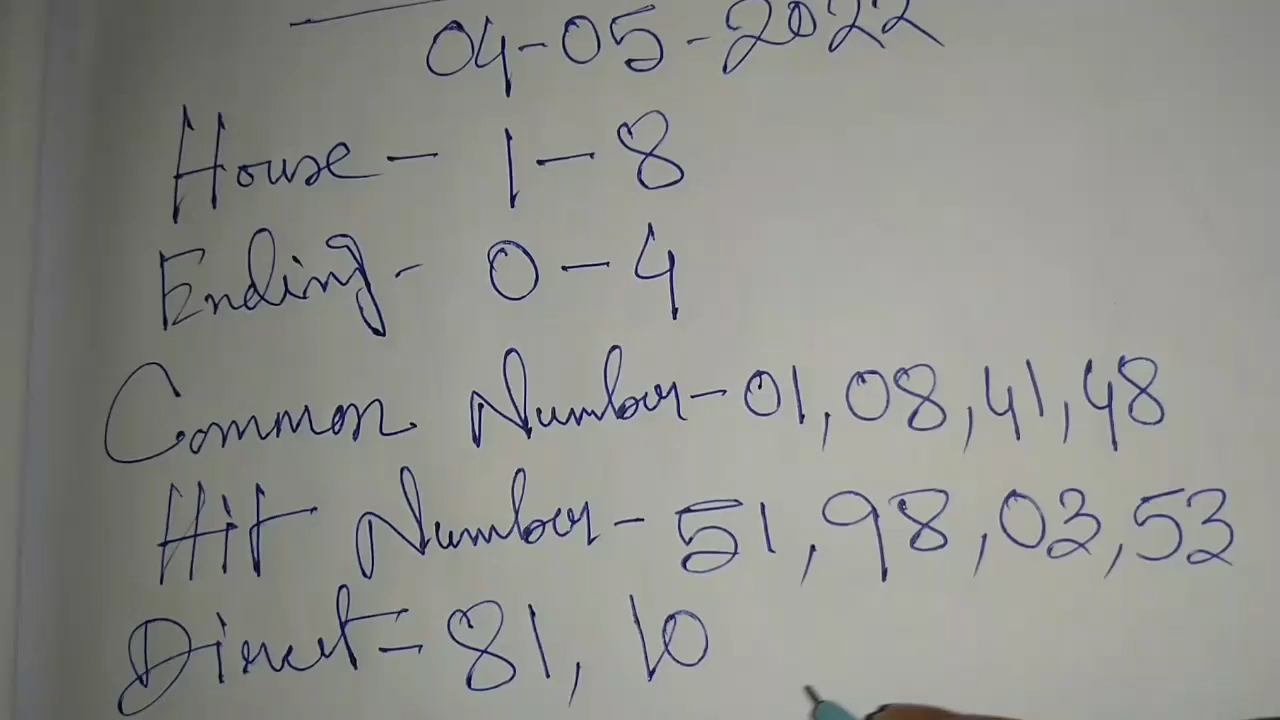 04-05-2022
House - 1-8
Ending - 0-4
Common Number - 01, 08, 41, 48
Hit Number - 51, 98, 03, 53
Direct - 81, 10